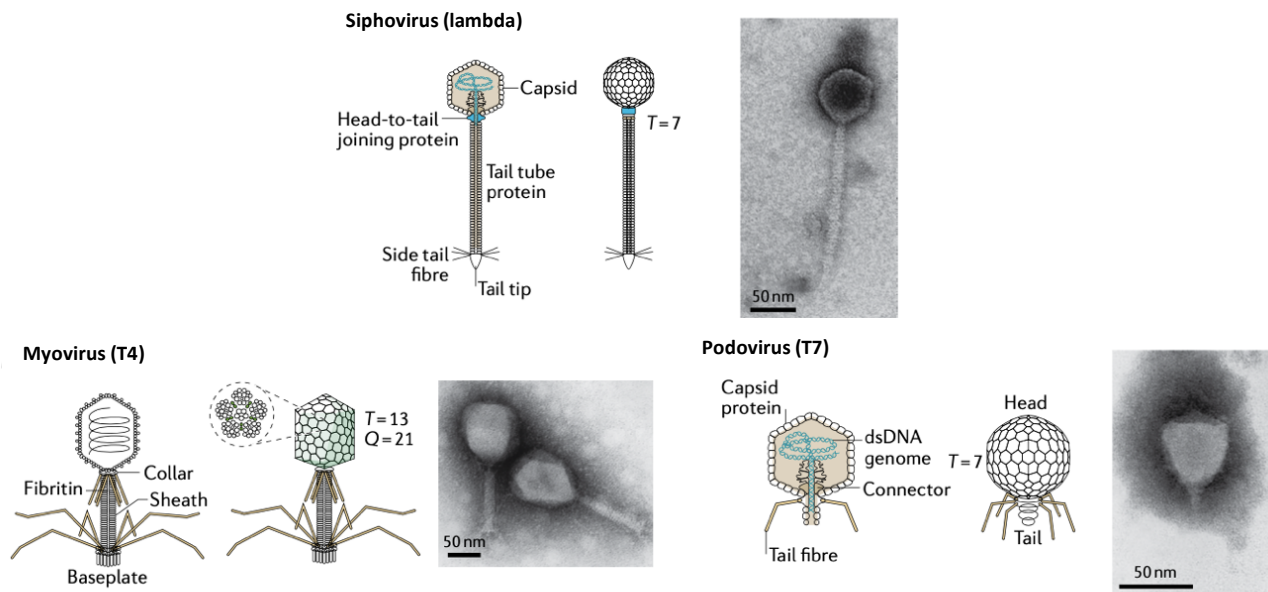 Siphovirus (lambda)
Capsid
Head-to-tail
joining protein
T=7
Tail tube
protein
Side tail
fibre
Tail tip
50 nm
Myovirus (T4)
T=13
Q=21
Collar
Fibritin
Sheath
Baseplate
50 nm
Podovirus (T7)
Capsid
protein
dsDNA
genome
Connector
Tail fibre
Head
T=7
Tail
50 nm